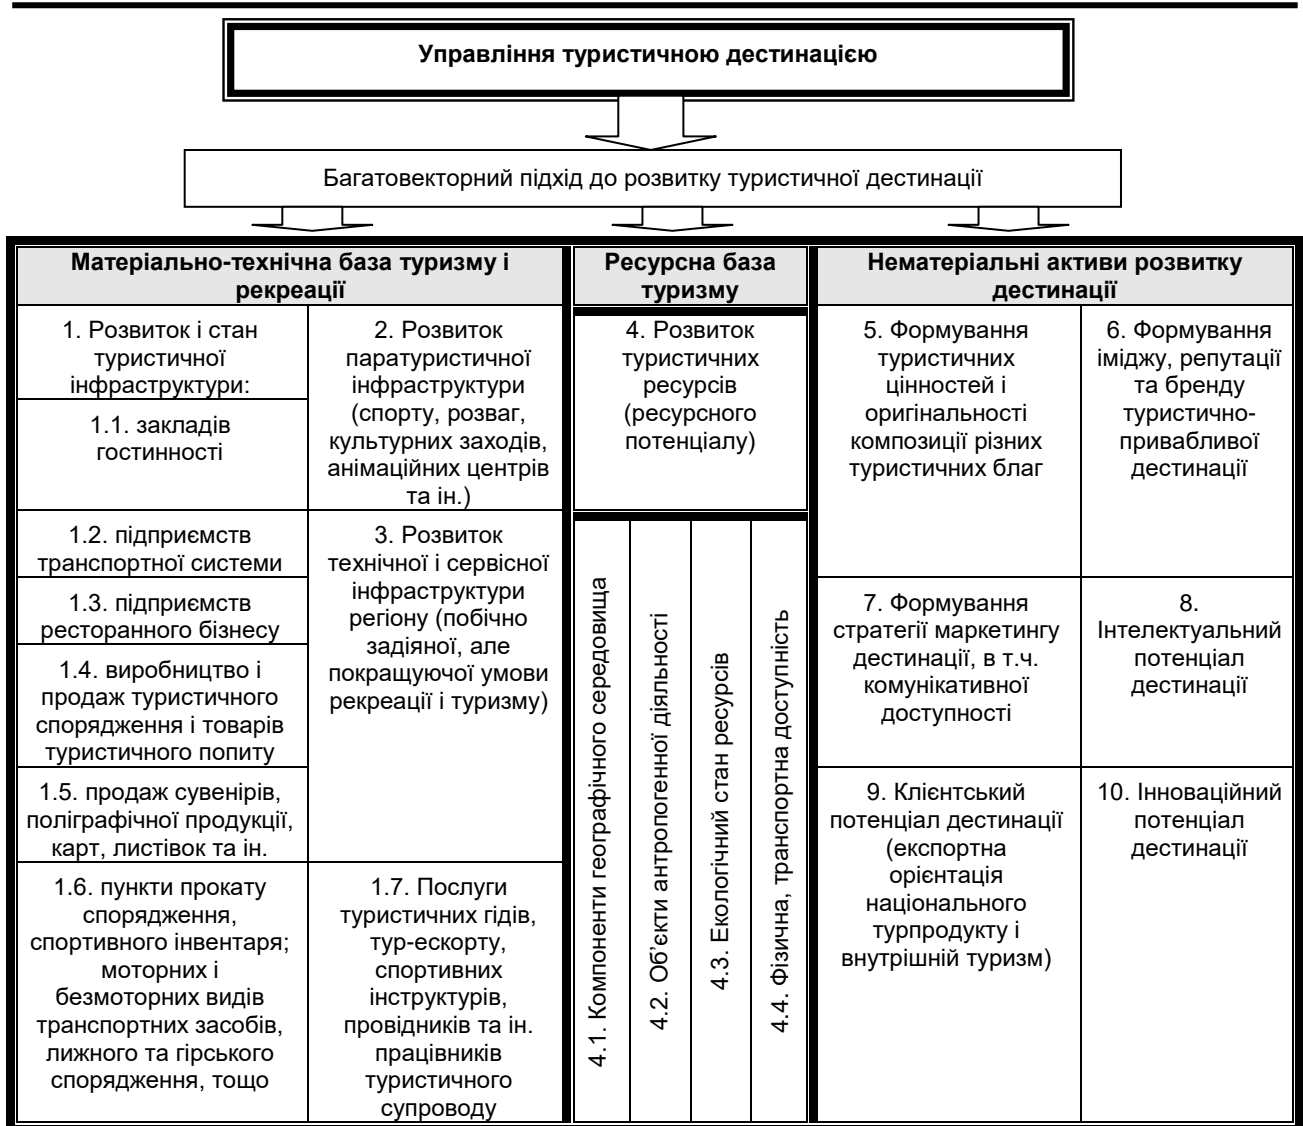 Управління туристичною дестинацією
Багатовекторний підхід до розвитку туристичної дестинації
Матеріально-технічна база туризму і
рекреації
1. Розвиток і стан
туристичної
інфраструктури:
1.1. закладів
гостинності
1.2. підприємств
транспортної системи
1.3. підприємств
ресторанного бізнесу
1.4. виробництво і
продаж туристичного
спорядження і товарів
туристичного попиту
1.5. продаж сувенірів,
поліграфічної продукції,
карт, листівок та ін.
1.6. пункти прокату
спорядження,
спортивного інвентаря;
моторних і
безмоторних видів
транспортних засобів,
лижного та гірського
спорядження, тощо
2. Розвиток
паратуристичної
інфраструктури
(спорту, розваг,
культурних заходів,
анімаційних центрів
та ін.)
3. Розвиток
технічної і сервісної
інфраструктури
регіону (побічно
задіяної, але
покращуючої умови
рекреації і туризму)
1.7. Послуги
туристичних гідів,
тур-ескорту,
спортивних
інструктурів,
провідників та ін.
працівників
туристичного
супроводу
Ресурсна база
туризму
4. Розвиток
туристичних
ресурсів
(ресурсного
потенціалу)
4.1. Компоненти географічного середовища
4.2. Об’єкти антропогенної діяльності
4.3. Екологічний стан ресурсів
4.4. Фізична, транспортна доступність
Нематеріальні активи розвитку
дестинації
5. Формування
туристичних
цінностей і
оригінальності
композиції різних
туристичних благ
6. Формування
іміджу, репутації
та бренду
туристично-
привабливої
дестинації
7. Формування
стратегії маркетингу
дестинації, в т.ч.
комунікативної
доступності
8.
Інтелектуальний
потенціал
дестинації
9. Клієнтський
потенціал дестинації
(експортна
орієнтація
національного
турпродукту і
внутрішній туризм)
10. Інноваційний
потенціал
дестинації